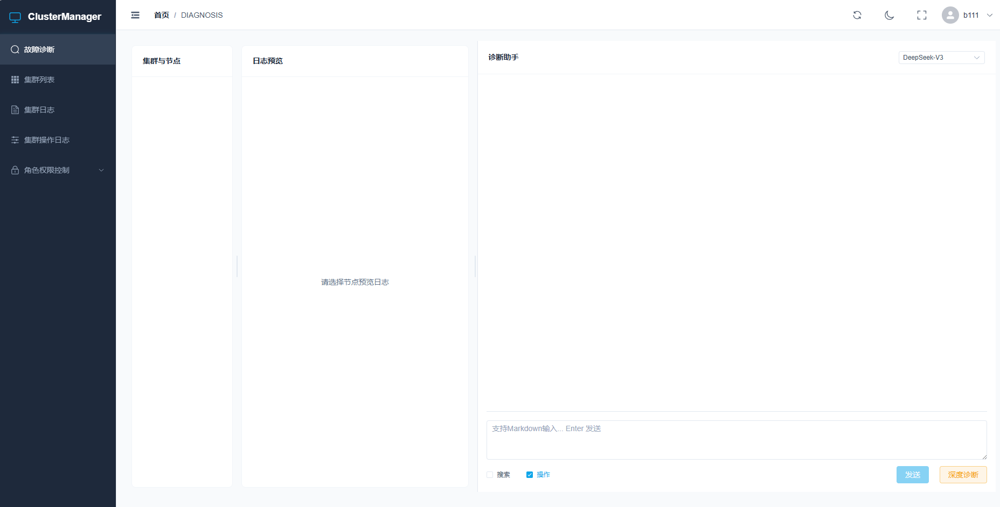 ClusterManager
故障诊断
集群列表
集群日志
集群操作日志
角色权限控制
首页 / DIAGNOSIS
b111
集群与节点
日志预览
请选择节点预览日志
诊断助手
DeepSeek-V3
支持Markdown输入... Enter 发送
搜索
操作
发送
深度诊断